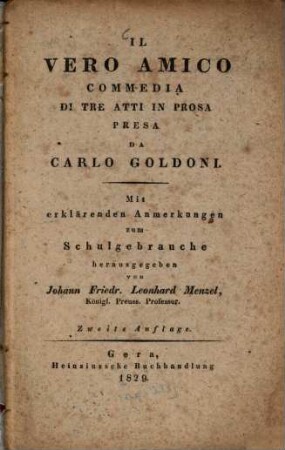 IL
VERO AMICO
COMMEDIA
DI TRE ATTI IN PROSA
PRESA
DA
CARLO GOLDONI.
Mit
erklärenden Anmerkungen
zum
Schulgebrauche
herausgegeben
von
Johann Friedr. Leonhard Menzel,
Königl. Preuss. Professor.
Zweite Auflage.
Gera,
Heinsiussche Buchhandlung
1829.